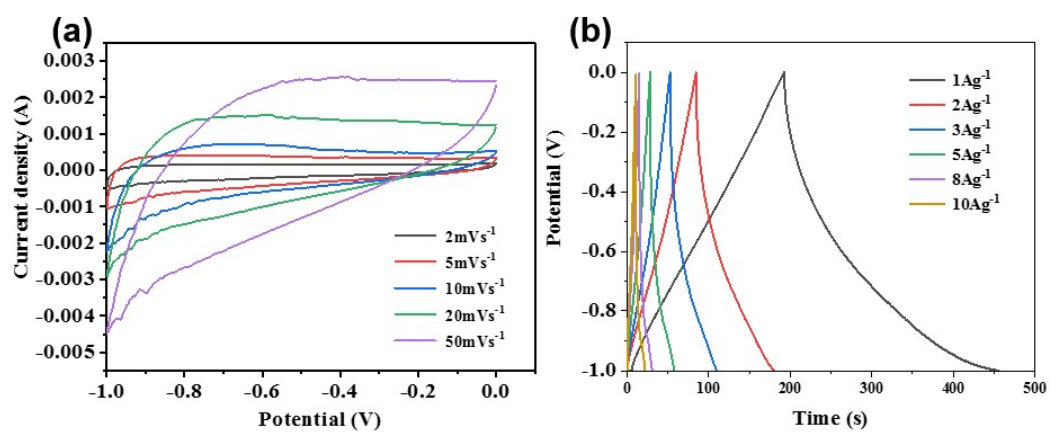 (a)
0.003
0.002
0.001
0.000
-0.001
-0.002
-0.003
-0.004
-0.005
Current density (A)
-1.0 -0.8 -0.6 -0.4 -0.2 0.0
Potential (V)
2mVs⁻¹
5mVs⁻¹
10mVs⁻¹
20mVs⁻¹
50mVs⁻¹
(b)
0.0
-0.2
-0.4
-0.6
-0.8
-1.0
Potential (V)
0 100 200 300 400 500
Time (s)
1Ag⁻¹
2Ag⁻¹
3Ag⁻¹
5Ag⁻¹
8Ag⁻¹
10Ag⁻¹